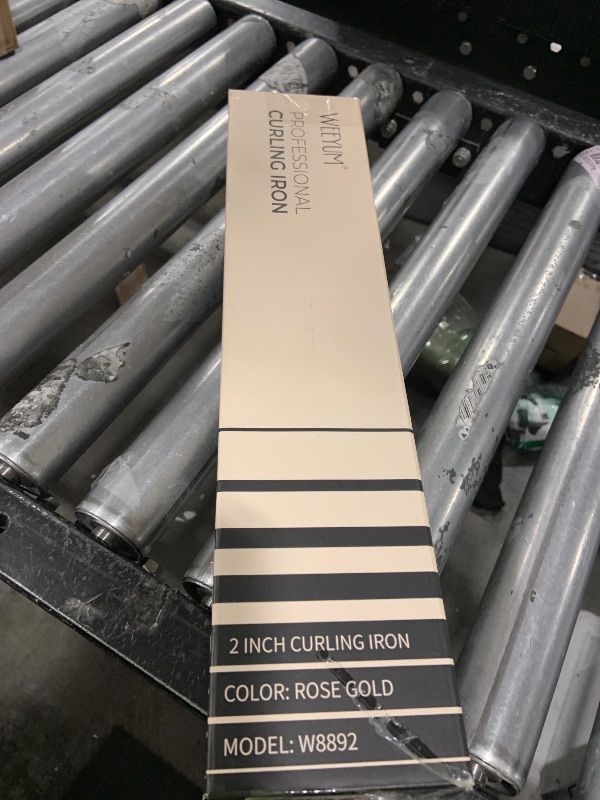 WEEYUM®
PROFESSIONAL
CURLING IRON
2 INCH CURLING IRON
COLOR: ROSE GOLD
MODEL: W8892